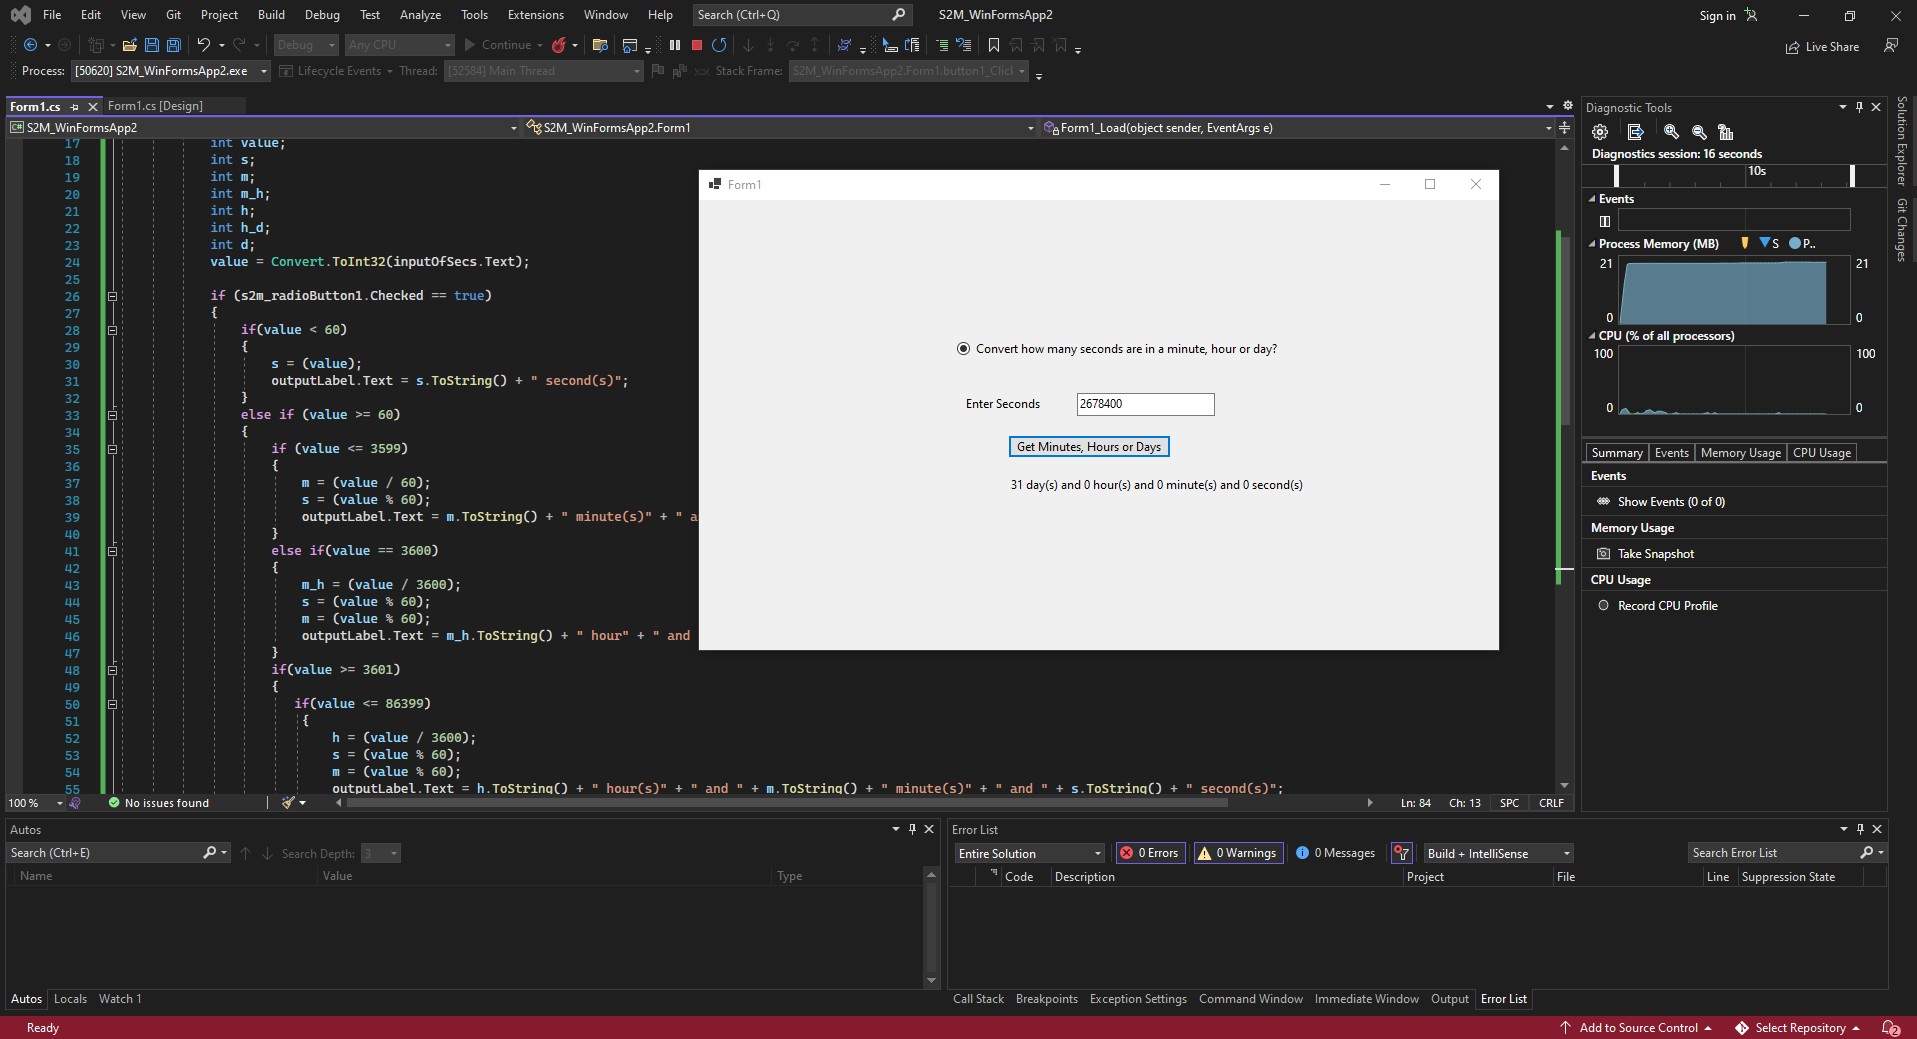 File Edit View Git Project Build Debug Test Analyze Tools Extensions Window Help Search (Ctrl+Q) S2M_WinFormsApp2 Sign in
Debug Any CPU Continue Live Share
Process: [50620] S2M_WinFormsApp2.exe Lifecycle Events Thread: [52584] Main Thread Stack Frame: S2M_WinFormsApp2.Form1.button1_Click
Form1.cs Form1.cs [Design]
S2M_WinFormsApp2 S2M_WinFormsApp2.Form1 Form1_Load(object sender, EventArgs e)
17 int value;
18 int s;
19 int m;
20 int m_h;
21 int h;
22 int h_d;
23 int d;
24 value = Convert.ToInt32(inputOfSecs.Text);
25
26 if (s2m_radioButton1.Checked == true)
27 {
28 if(value < 60)
29 {
30 s = (value);
31 outputLabel.Text = s.ToString() + " second(s)";
32 }
33 else if (value >= 60)
34 {
35 if (value <= 3599)
36 {
37 m = (value / 60);
38 s = (value % 60);
39 outputLabel.Text = m.ToString() + " minute(s)" + " a
40 }
41 else if(value == 3600)
42 {
43 m_h = (value / 3600);
44 s = (value % 60);
45 m = (value % 60);
46 outputLabel.Text = m_h.ToString() + " hour" + " and
47 }
48 if(value >= 3601)
49 {
50 if(value <= 86399)
51 {
52 h = (value / 3600);
53 s = (value % 60);
54 m = (value % 60);
55 outputLabel.Text = h.ToString() + " hour(s)" + " and " + m.ToString() + " minute(s)" + " and " + s.ToString() + " second(s)";
100 % No issues found Ln: 84 Ch: 13 SPC CRLF
Form1
Convert how many seconds are in a minute, hour or day?
Enter Seconds 2678400
Get Minutes, Hours or Days
31 day(s) and 0 hour(s) and 0 minute(s) and 0 second(s)
Diagnostic Tools
Diagnostics session: 16 seconds
10s
Events
Process Memory (MB) S P..
21 21
0 0
CPU (% of all processors)
100 100
0 0
Summary Events Memory Usage CPU Usage
Events
Show Events (0 of 0)
Memory Usage
Take Snapshot
CPU Usage
Record CPU Profile
Solution Explorer
Git Changes
Autos
Search (Ctrl+E) Search Depth: 3
Name Value Type
Autos Locals Watch 1
Error List
Entire Solution 0 Errors 0 Warnings 0 Messages Build + IntelliSense Search Error List
Code Description Project File Line Suppression State
Call Stack Breakpoints Exception Settings Command Window Immediate Window Output Error List
Ready Add to Source Control Select Repository 2